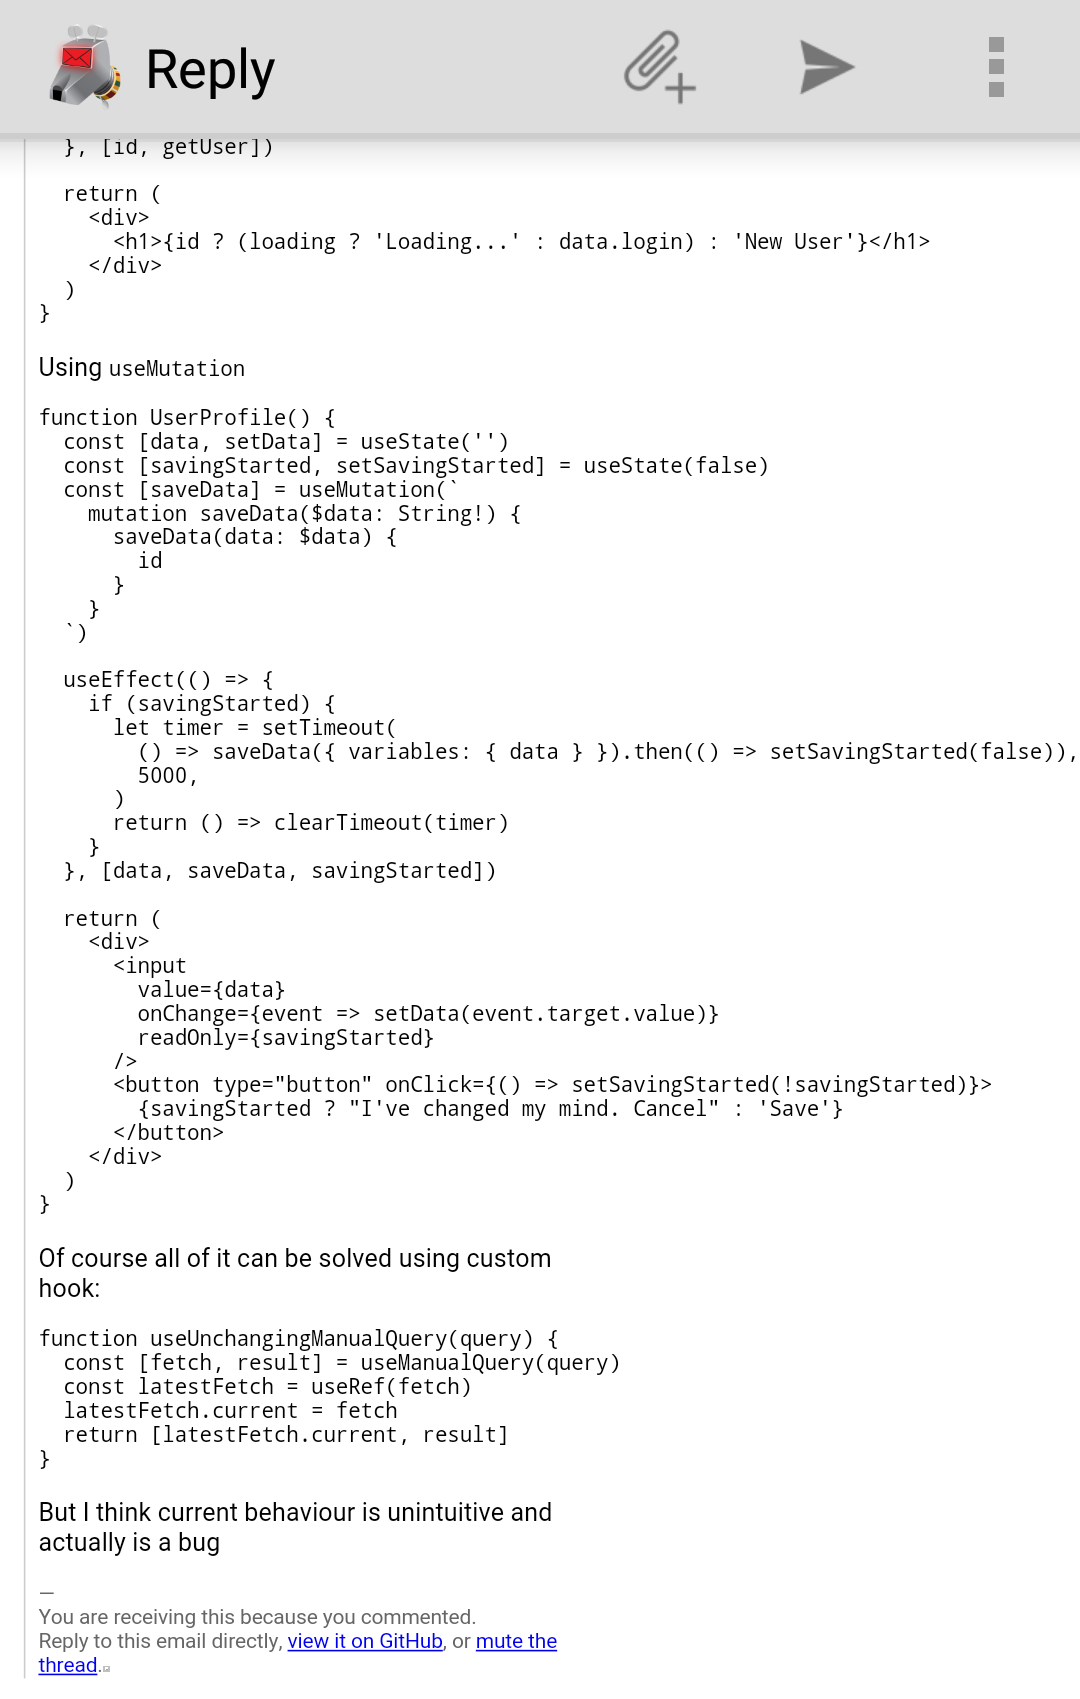 Reply
}, [id, getUser])
return (
<div>
<h1>{id ? (loading ? 'Loading...' : data.login) : 'New User'}</h1>
</div>
)
}
Using useMutation
function UserProfile() {
const [data, setData] = useState('')
const [savingStarted, setSavingStarted] = useState(false)
const [saveData] = useMutation(`
mutation saveData($data: String!) {
saveData(data: $data) {
id
}
}
`)
useEffect(() => {
if (savingStarted) {
let timer = setTimeout(
() => saveData({ variables: { data } }).then(() => setSavingStarted(false)),
5000,
)
return () => clearTimeout(timer)
}
}, [data, saveData, savingStarted])
return (
<div>
<input
value={data}
onChange={event => setData(event.target.value)}
readOnly={savingStarted}
/>
<button type="button" onClick={() => setSavingStarted(!savingStarted)}>
{savingStarted ? "I've changed my mind. Cancel" : 'Save'}
</button>
</div>
)
}
Of course all of it can be solved using custom
hook:
function useUnchangingManualQuery(query) {
const [fetch, result] = useManualQuery(query)
const latestFetch = useRef(fetch)
latestFetch.current = fetch
return [latestFetch.current, result]
}
But I think current behaviour is unintuitive and
actually is a bug
—
You are receiving this because you commented.
Reply to this email directly, view it on GitHub, or mute the
thread.